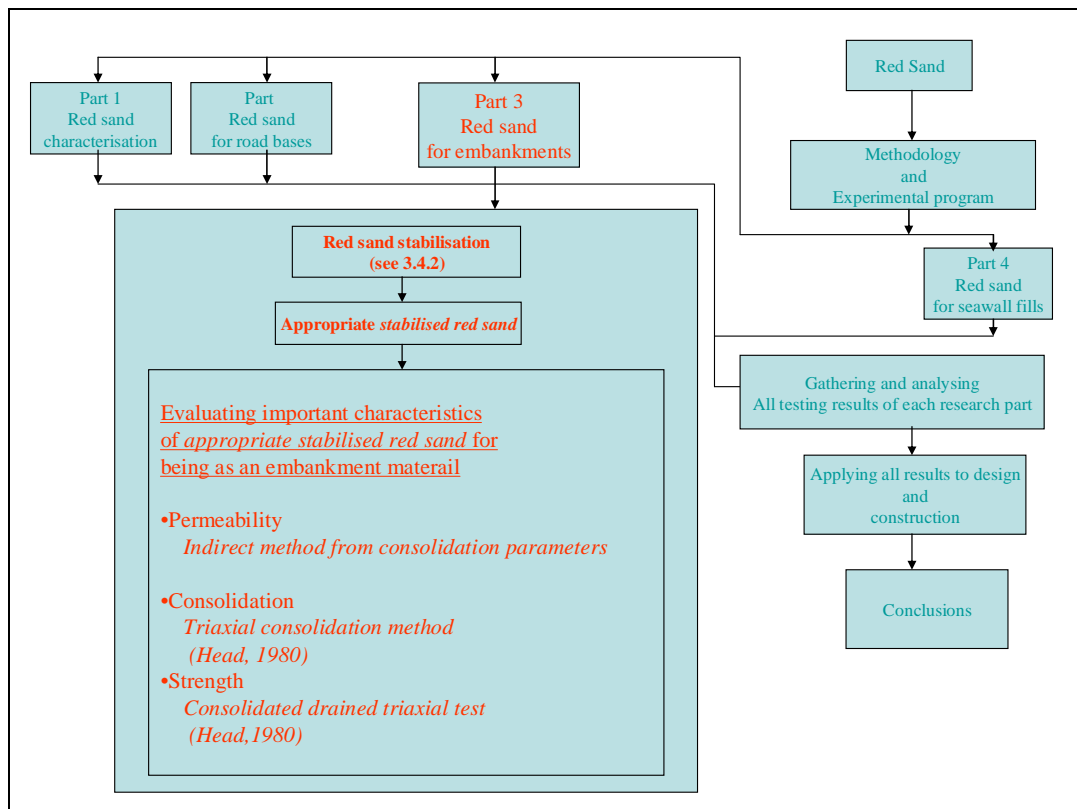 Red Sand
Part 1
Red sand
characterisation
Part
Red sand
for road bases
Part 3
Red sand
for embankments
Methodology
and
Experimental program
Part 4
Red sand
for seawall fills
Red sand stabilisation
(see 3.4.2)
Appropriate stabilised red sand
Evaluating important characteristics
of appropriate stabilised red sand for
being as an embankment materail
•Permeability
Indirect method from consolidation parameters
•Consolidation
Triaxial consolidation method
(Head, 1980)
•Strength
Consolidated drained triaxial test
(Head,1980)
Gathering and analysing
All testing results of each research part
Applying all results to design
and
construction
Conclusions